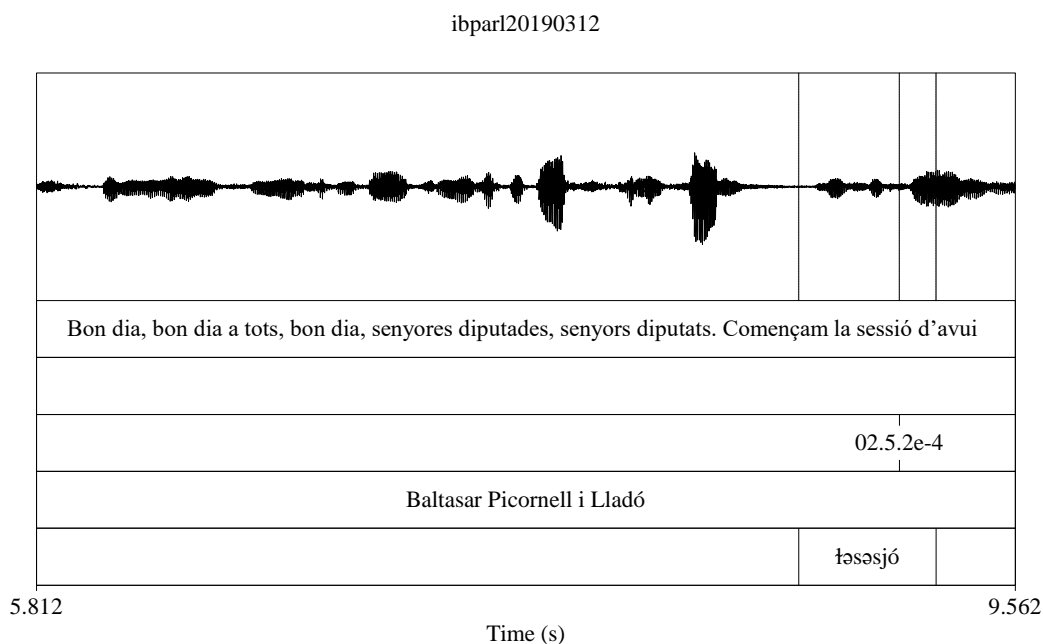 ibparl20190312
Bon dia, bon dia a tots, bon dia, senyores diputades, senyors diputats. Començam la sessió d’avui
02.5.2e-4
Baltasar Picornell i Lladó
ɫəsəsjó
5.812
9.562
Time (s)